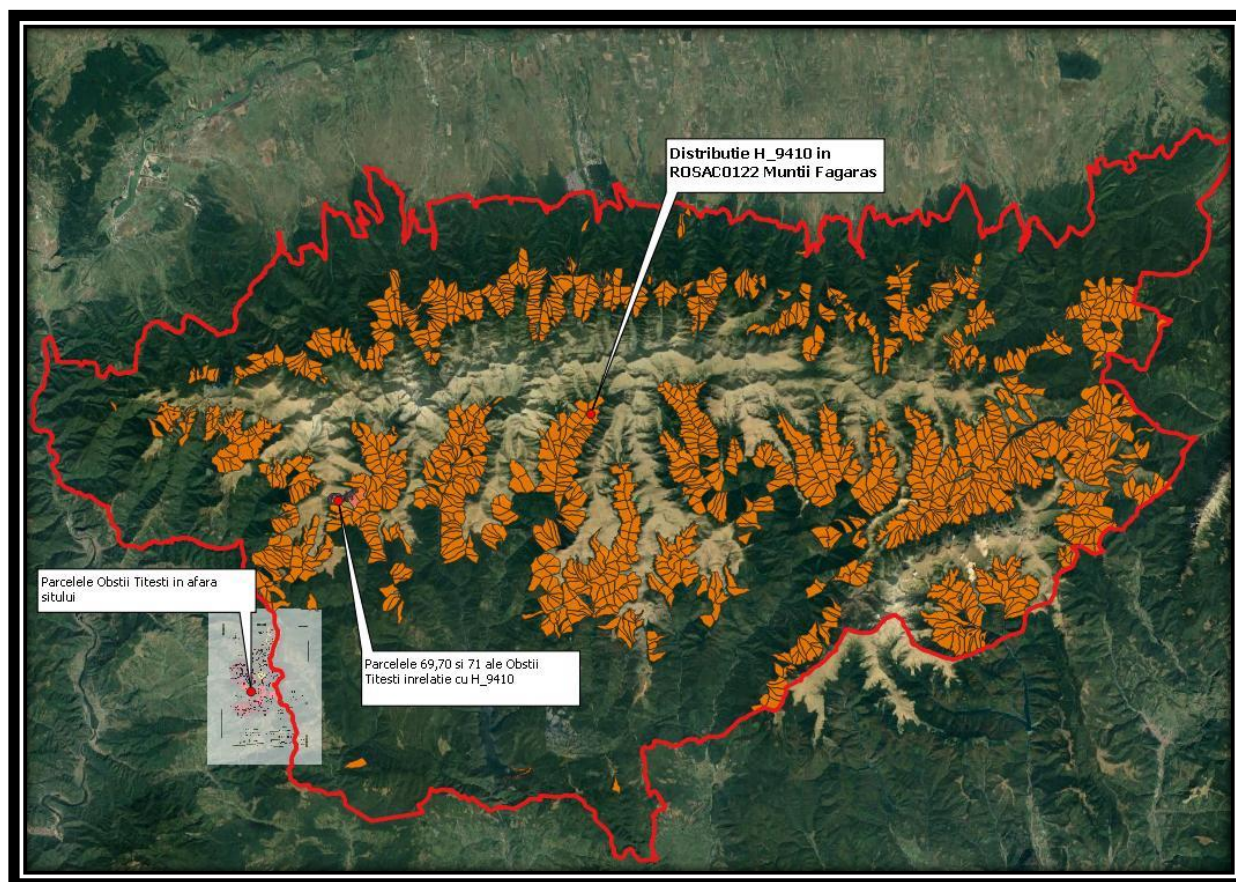 Distributie H_9410 in
ROSAC0122 Muntii Fagaras
Parcelele Obstii Titesti in afara
sitului
Parcelele 69,70 si 71 ale Obstii
Titesti inrelatie cu H_9410